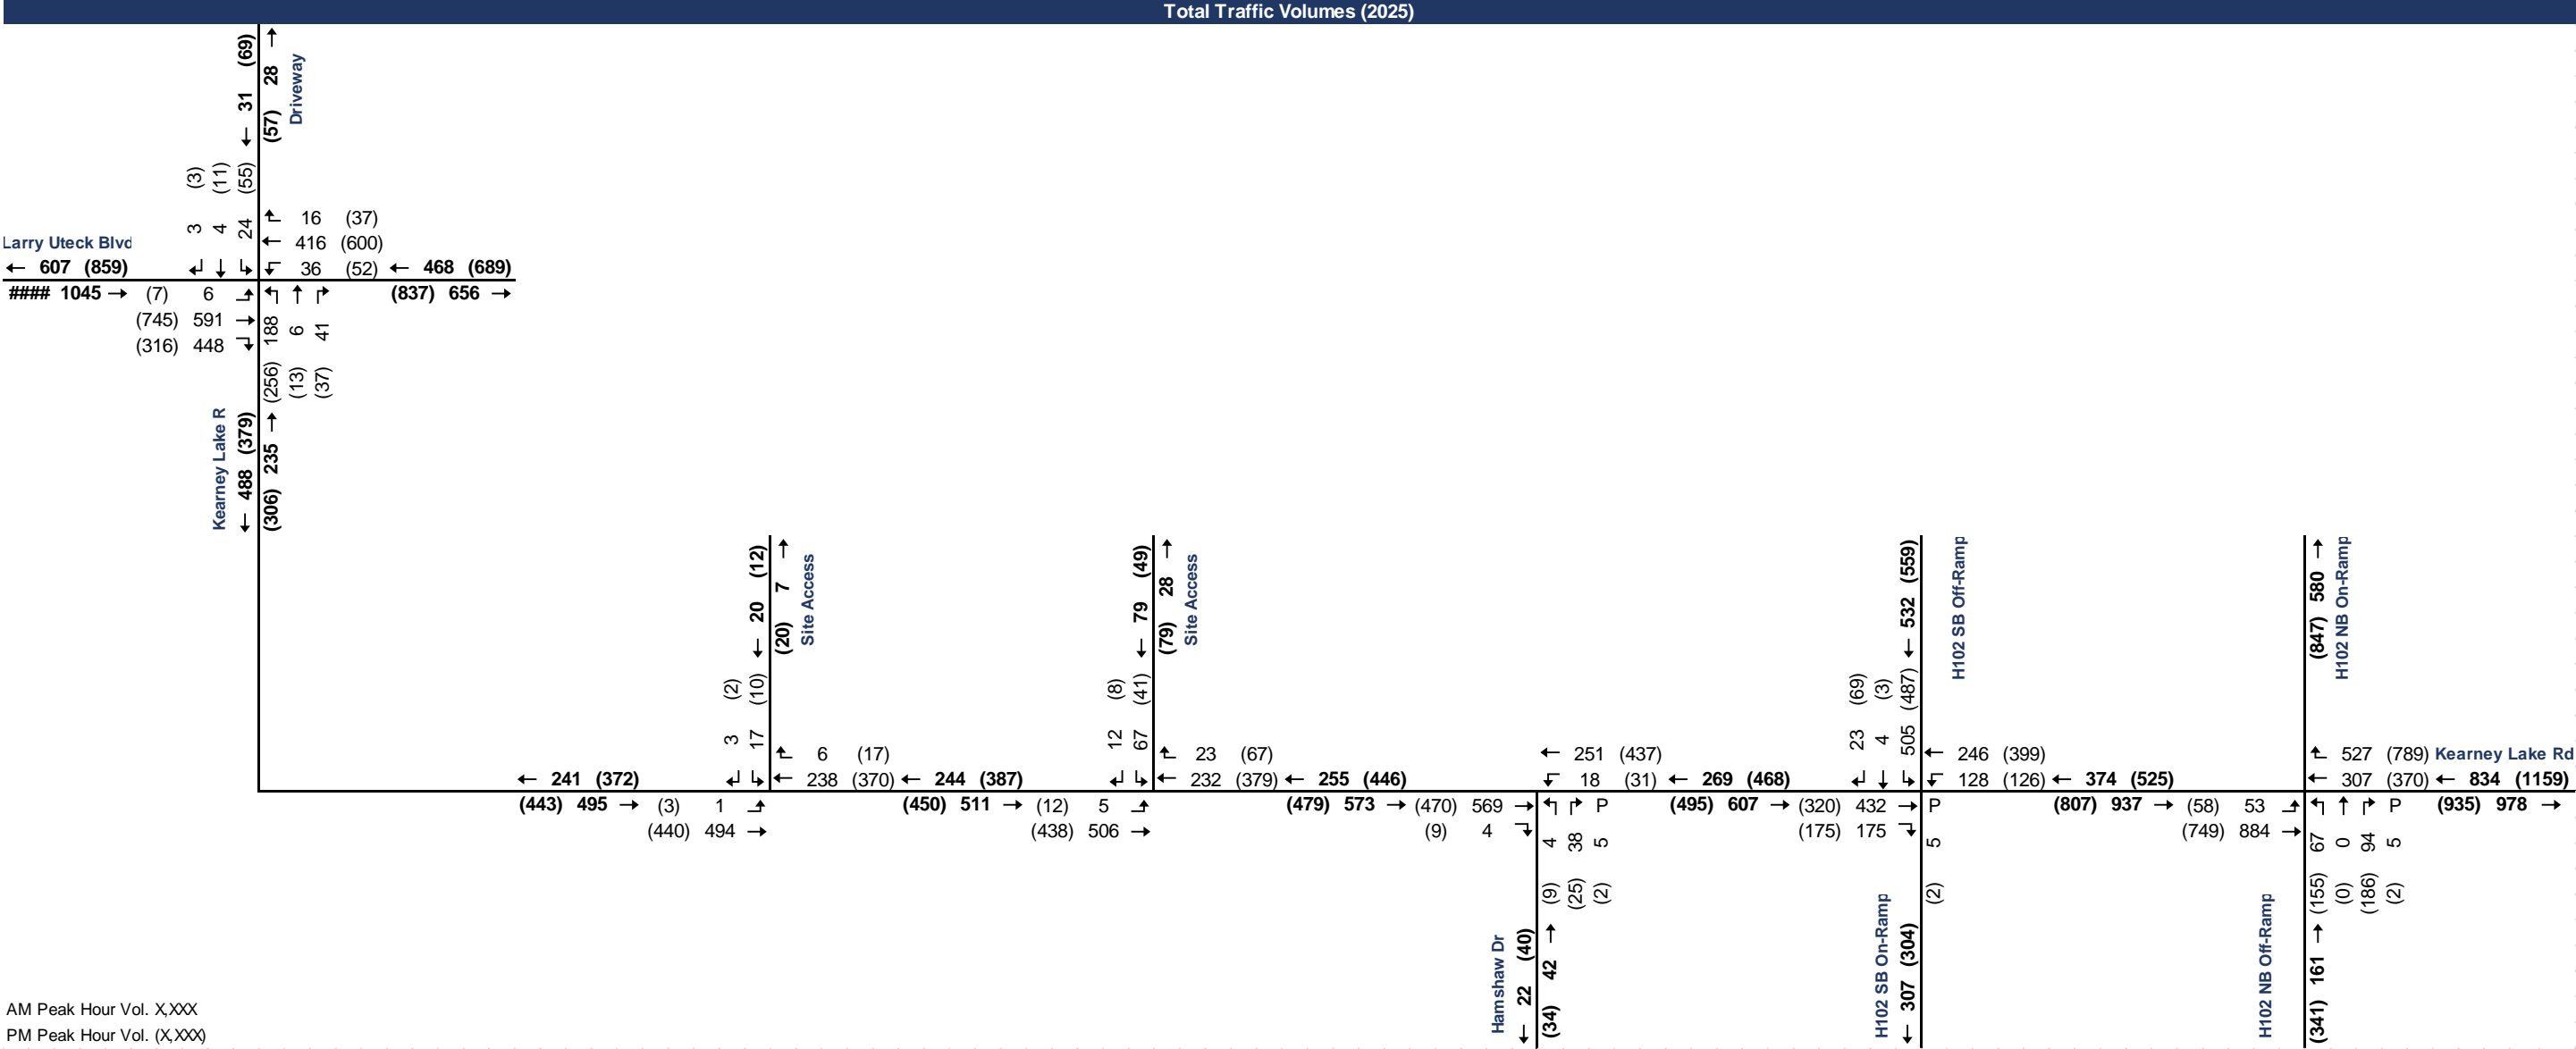 Total Traffic Volumes (2025)
← 31 (69)
(57) 28 →
Driveway
3 (3)
4 (11)
24 (55)
16 (37)
416 (600)
36 (52)
Larry Uteck Blvd
← 607 (859)
← 468 (689)
#### 1045 →
(7) 6
(745) 591 →
(316) 448
(837) 656 →
(256) 188
(13) 6
(37) 41
Kearney Lake R
← 488 (379)
(306) 235 →
← 20 (12)
(20) 7 →
Site Access
3 (2)
17 (10)
6 (17)
← 238 (370)
← 241 (372)
(443) 495 →
(3) 1
(440) 494 →
← 244 (387)
(450) 511 →
← 79 (49)
(79) 28 →
Site Access
12 (8)
67 (41)
23 (67)
← 232 (379)
(12) 5
(438) 506 →
← 255 (446)
(479) 573 →
← 251 (437)
18 (31)
(470) 569 →
(9) 4
(9) 4
(25) 38
(2) 5 P
Hamshaw Dr
← 22 (40)
(34) 42 →
← 269 (468)
(495) 607 →
← 532 (559)
H102 SB Off-Ramp
23 (69)
4 (3)
505 (487)
← 246 (399)
128 (126)
(320) 432 →
(175) 175
(2) 5 P
H102 SB On-Ramp
← 307 (304)
← 374 (525)
(807) 937 →
(847) 580 →
H102 NB On-Ramp
527 (789)
← 307 (370)
Kearney Lake Rd
← 834 (1159)
(58) 53
(749) 884 →
(155) 67
(0) 0
(186) 94
(2) 5 P
(935) 978 →
H102 NB Off-Ramp
(341) 161 →
AM Peak Hour Vol. X,XXX
PM Peak Hour Vol. (X,XXX)